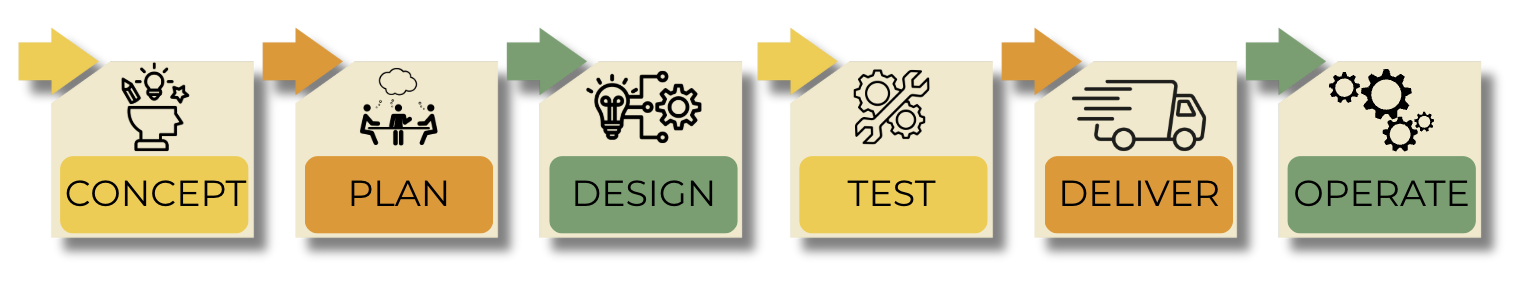 CONCEPT
PLAN
DESIGN
TEST
DELIVER
OPERATE